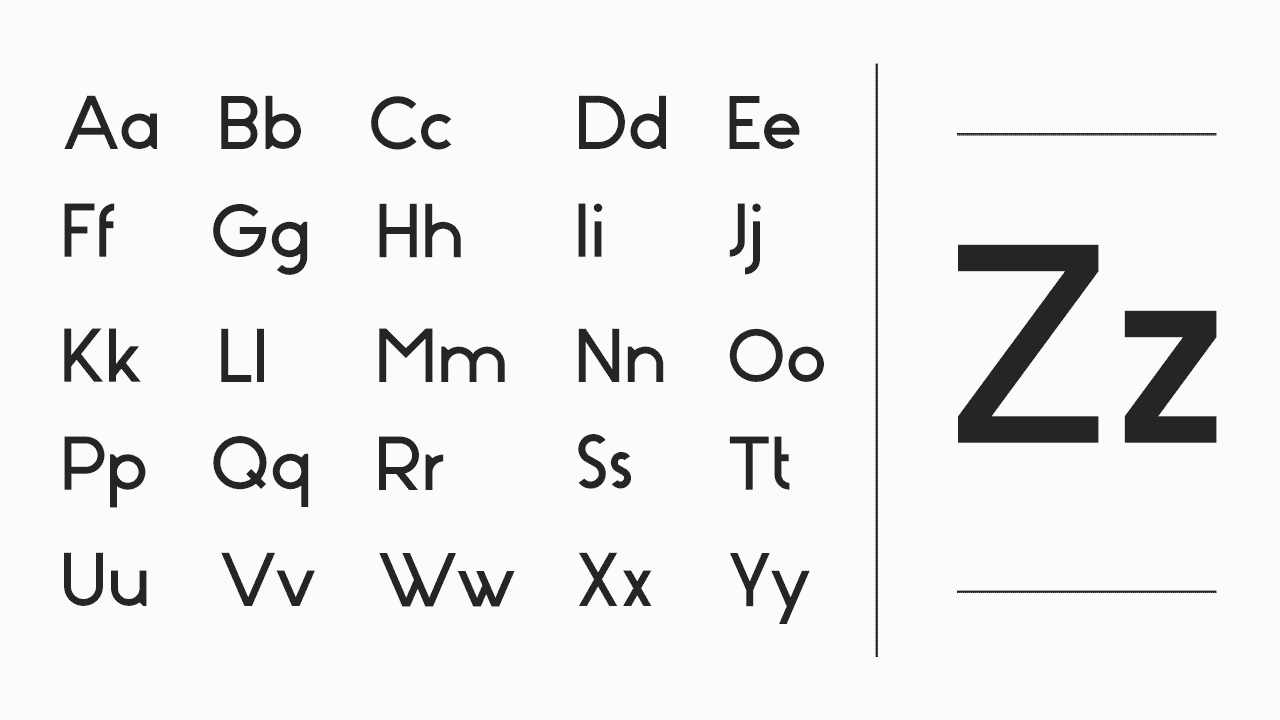 Aa Bb Cc Dd Ee
Ff Gg Hh Ii Jj
Kk Ll Mm Nn Oo
Pp Qq Rr Ss Tt
Uu Vv Ww Xx Yy
Zz